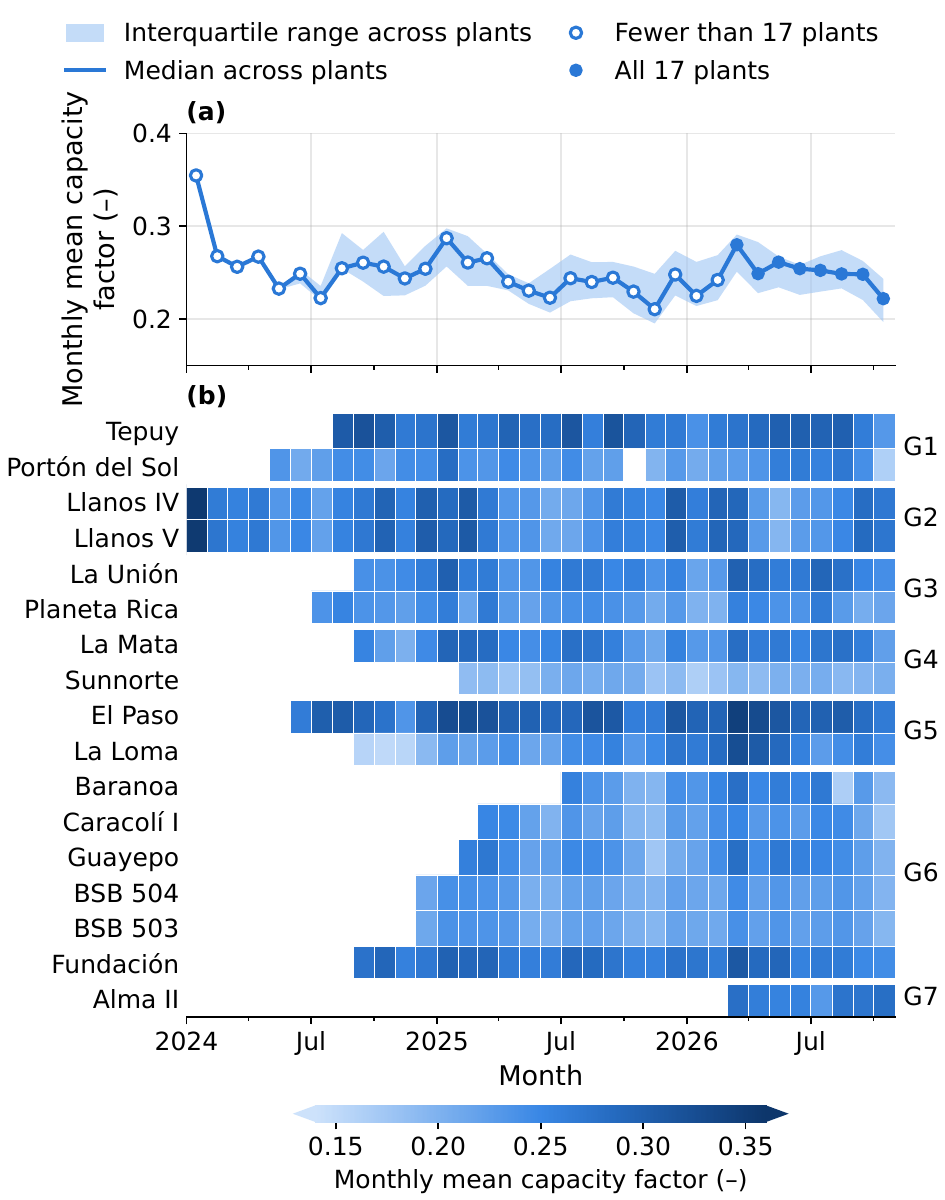 Interquartile range across plants
Median across plants
Fewer than 17 plants
All 17 plants
(a)
Monthly mean capacity
factor (–)
0.4
0.3
0.2
(b)
Tepuy
Portón del Sol
G1
Llanos IV
Llanos V
G2
La Unión
Planeta Rica
G3
La Mata
Sunnorte
G4
El Paso
La Loma
G5
Baranoa
Caracolí I
Guayepo
BSB 504
BSB 503
Fundación
G6
Alma II
G7
2024 Jul 2025 Jul 2026 Jul
Month
0.15 0.20 0.25 0.30 0.35
Monthly mean capacity factor (–)